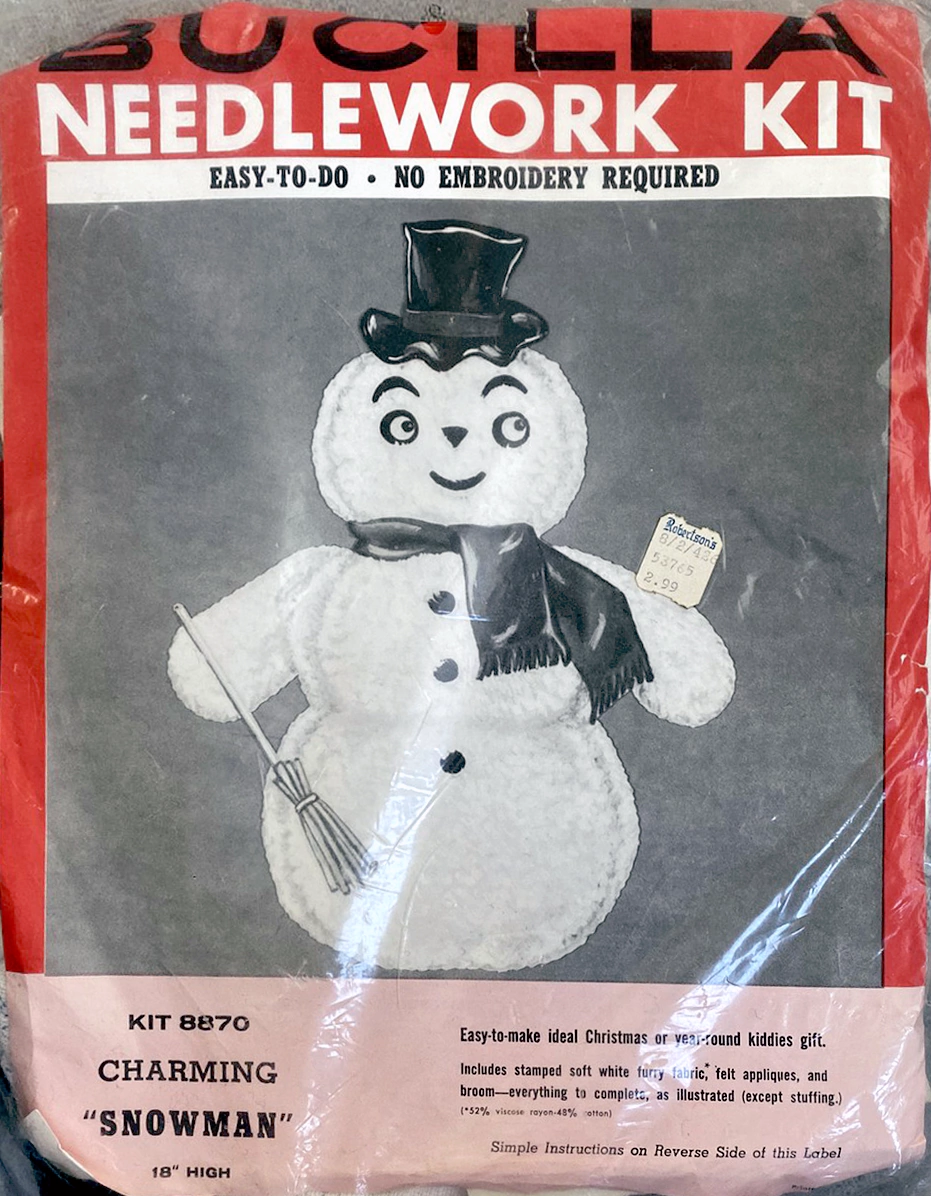 BUCILLA
NEEDLEWORK KIT
EASY-TO-DO • NO EMBROIDERY REQUIRED
Robertson's
8/2/42
53765
2.99
KIT 8870
CHARMING
"SNOWMAN"
18" HIGH
Easy-to-make ideal Christmas or year-round kiddies gift.
Includes stamped soft white furry fabric,* felt appliques, and
broom—everything to complete, as illustrated (except stuffing.)
(*52% viscose rayon-48% cotton)
Simple Instructions on Reverse Side of this Label